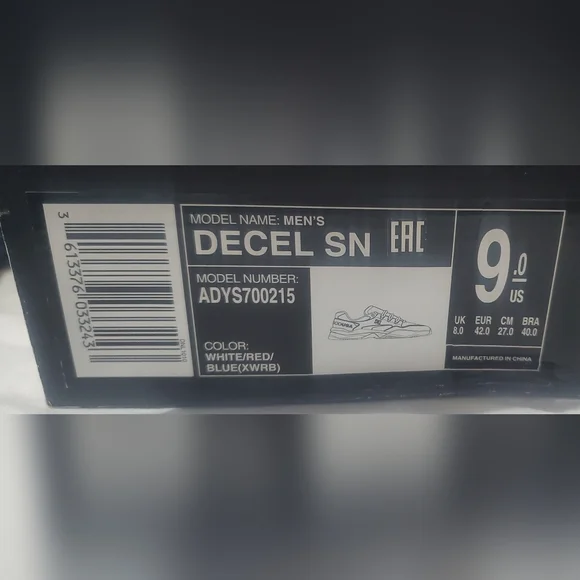 3 613376 033243
MODEL NAME: MEN'S
DECEL SN EAC
MODEL NUMBER:
ADYS700215
COLOR:
WHITE/RED/
BLUE(XWRB)
9.0
US
UK EUR CM BRA
8.0 42.0 27.0 40.0
MANUFACTURED IN CHINA